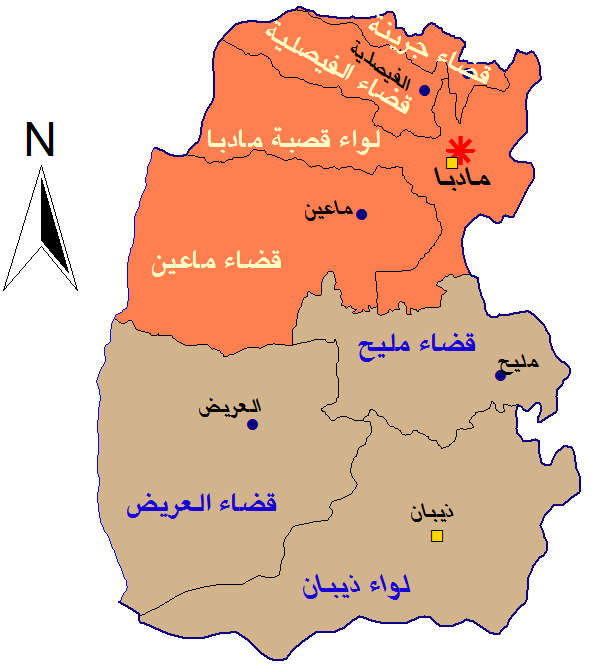 قضاء جرينة
الفيصلية
قضاء الفيصلية
لواء قصبة مادبا
مادبا
N
ماعين
قضاء ماعين
قضاء مليح
مليح
العريض
قضاء العريض
ذيبان
لواء ذيبان